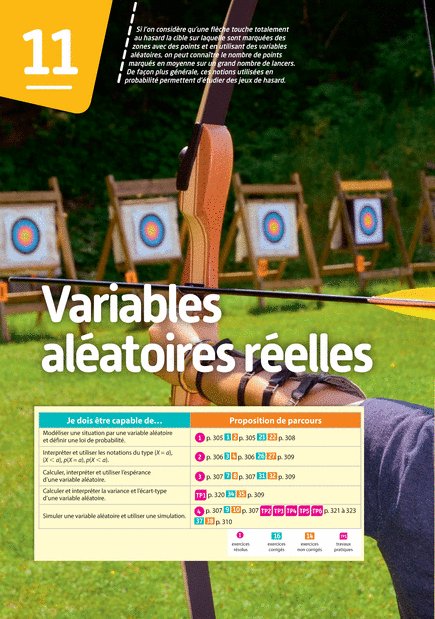 11
Si l'on considère qu'une flèche touche totalement
au hasard la cible sur laquelle sont marquées des
zones avec des points et en utilisant des variables
aléatoires, on peut connaître le nombre de points
marqués en moyenne sur un grand nombre de lancers.
De façon plus générale, ces notions utilisées en
probabilité permettent d'étudier des jeux de hasard.
Variables
aléatoires réelles
Je dois être capable de… Proposition de parcours
Modéliser une situation par une variable aléatoire
et définir une loi de probabilité.
1 p. 305 1 2 p. 305 21 22 p. 308
Interpréter et utiliser les notations du type (X = a),
(X ⩽ a), p(X = a), p(X ⩽ a).
2 p. 306 3 4 p. 306 26 27 p. 309
Calculer, interpréter et utiliser l'espérance
d'une variable aléatoire.
3 p. 307 7 8 p. 307 31 32 p. 309
Calculer et interpréter la variance et l'écart-type
d'une variable aléatoire.
TP1 p. 320 34 35 p. 309
Simuler une variable aléatoire et utiliser une simulation.
4 p. 307 9 10 p. 307 TP2 TP3 TP4 TP5 TP6 p. 321 à 323
37 38 p. 310
1 16 14
exercices résolus exercices corrigés exercices non corrigés travaux pratiques